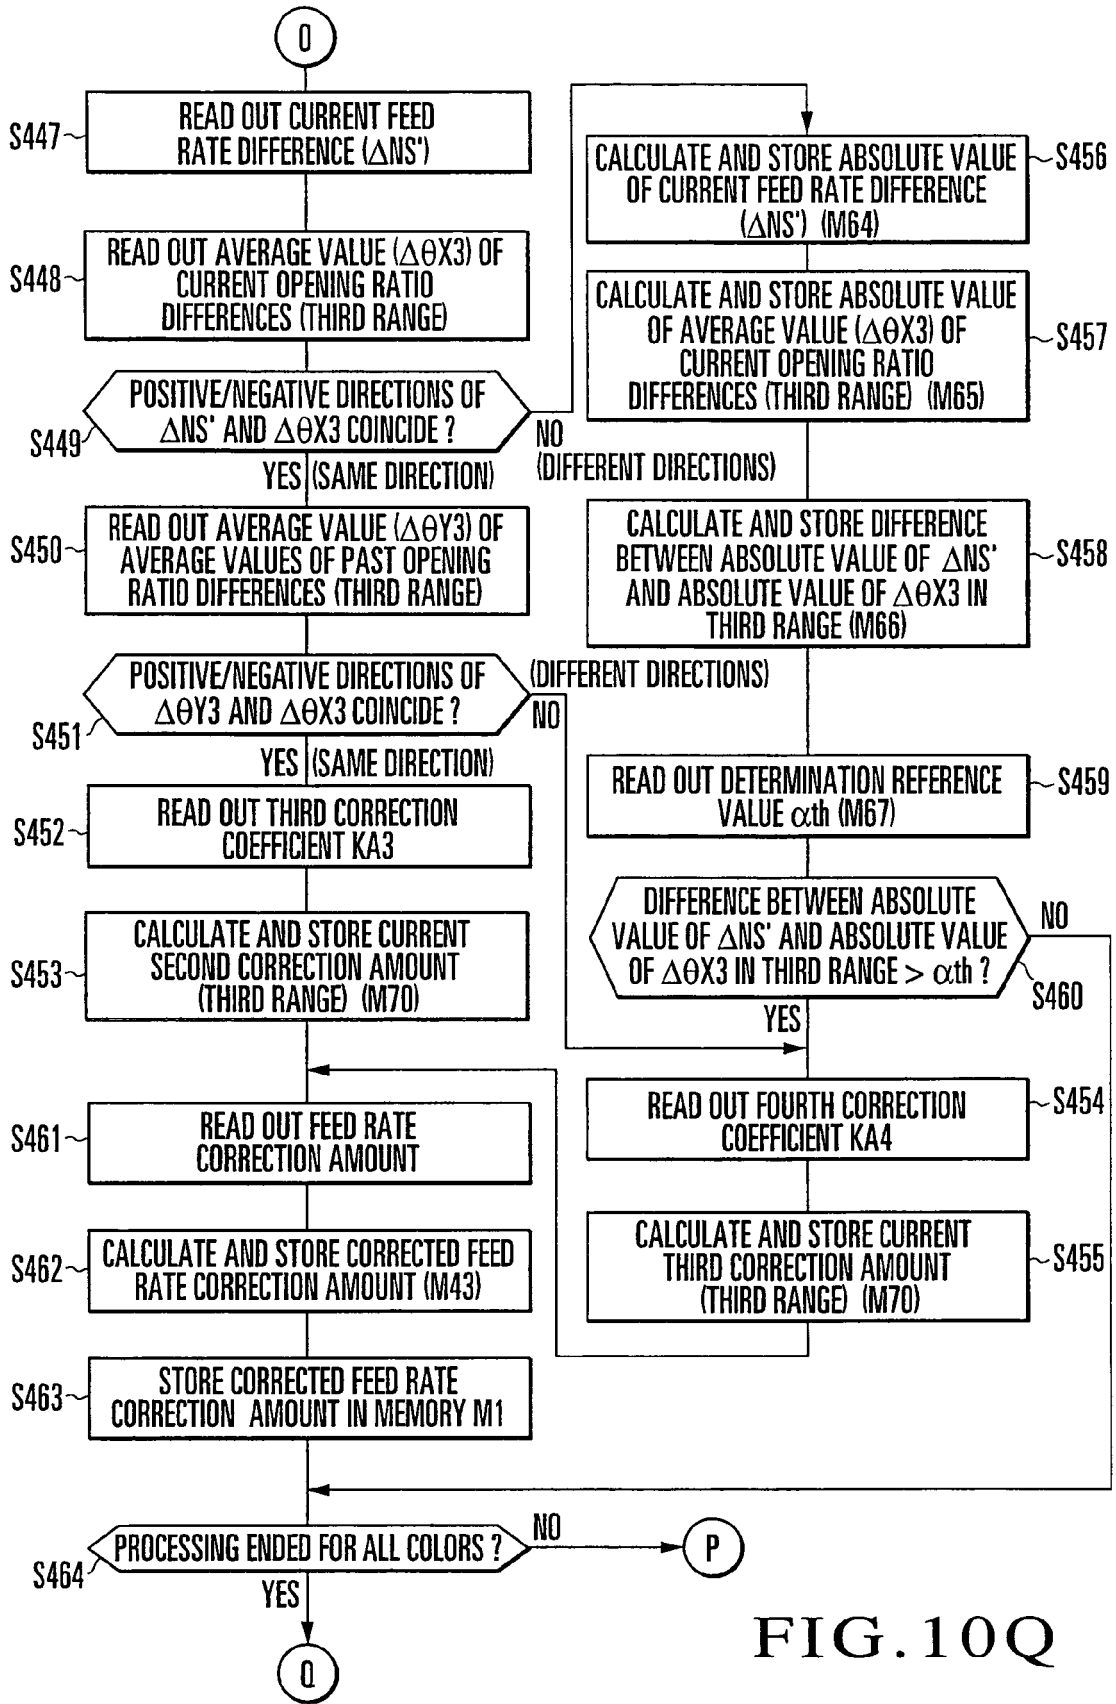 O
S447
READ OUT CURRENT FEED
RATE DIFFERENCE (ΔNS')
S448
READ OUT AVERAGE VALUE (ΔθX3) OF
CURRENT OPENING RATIO
DIFFERENCES (THIRD RANGE)
S449
POSITIVE/NEGATIVE DIRECTIONS OF
ΔNS' AND ΔθX3 COINCIDE ?
NO
(DIFFERENT DIRECTIONS)
YES (SAME DIRECTION)
S450
READ OUT AVERAGE VALUE (ΔθY3) OF
AVERAGE VALUES OF PAST OPENING
RATIO DIFFERENCES (THIRD RANGE)
S451
POSITIVE/NEGATIVE DIRECTIONS OF
ΔθY3 AND ΔθX3 COINCIDE ?
(DIFFERENT DIRECTIONS)
NO
YES (SAME DIRECTION)
S452
READ OUT THIRD CORRECTION
COEFFICIENT KA3
S453
CALCULATE AND STORE CURRENT
SECOND CORRECTION AMOUNT
(THIRD RANGE) (M70)
S461
READ OUT FEED RATE
CORRECTION AMOUNT
S462
CALCULATE AND STORE CORRECTED FEED
RATE CORRECTION AMOUNT (M43)
S463
STORE CORRECTED FEED RATE
CORRECTION AMOUNT IN MEMORY M1
S464
PROCESSING ENDED FOR ALL COLORS ?
NO
P
YES
Q
CALCULATE AND STORE ABSOLUTE VALUE
OF CURRENT FEED RATE DIFFERENCE
(ΔNS') (M64)
S456
CALCULATE AND STORE ABSOLUTE VALUE
OF AVERAGE VALUE (ΔθX3) OF
CURRENT OPENING RATIO
DIFFERENCES (THIRD RANGE) (M65)
S457
CALCULATE AND STORE DIFFERENCE
BETWEEN ABSOLUTE VALUE OF ΔNS'
AND ABSOLUTE VALUE OF ΔθX3 IN
THIRD RANGE (M66)
S458
READ OUT DETERMINATION REFERENCE
VALUE αth (M67)
S459
DIFFERENCE BETWEEN ABSOLUTE
VALUE OF ΔNS' AND ABSOLUTE VALUE
OF ΔθX3 IN THIRD RANGE > αth ?
NO
S460
YES
READ OUT FOURTH CORRECTION
COEFFICIENT KA4
S454
CALCULATE AND STORE CURRENT
THIRD CORRECTION AMOUNT
(THIRD RANGE) (M70)
S455
FIG.10Q